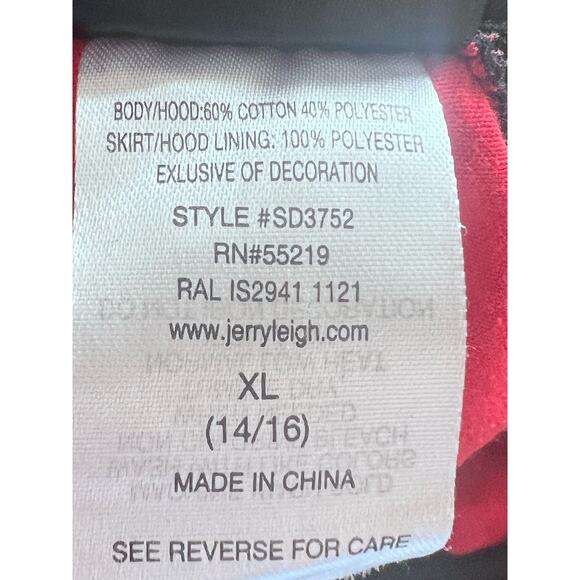 BODY/HOOD:60% COTTON 40% POLYESTER
SKIRT/HOOD LINING: 100% POLYESTER
EXLUSIVE OF DECORATION
STYLE #SD3752
RN#55219
RAL IS2941 1121
www.jerryleigh.com
XL
(14/16)
MADE IN CHINA
SEE REVERSE FOR CARE